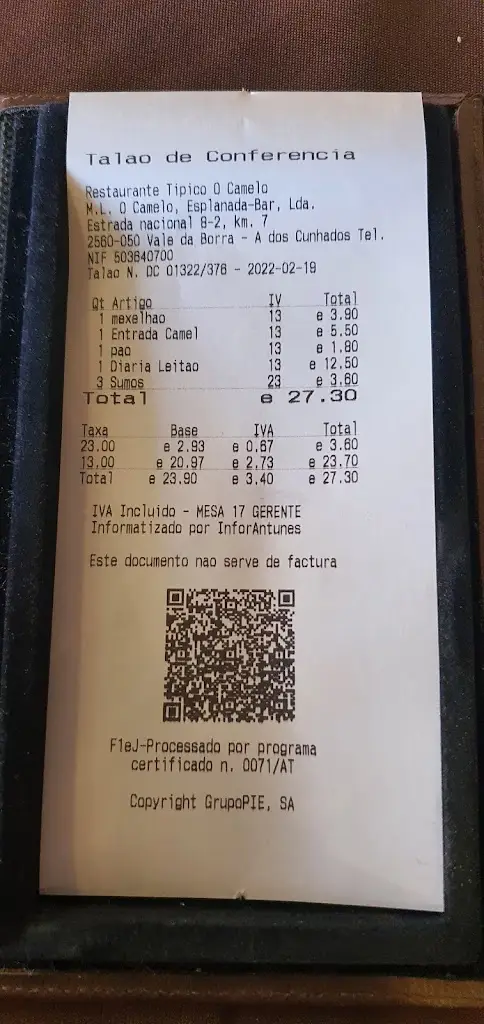 Talao de Conferencia
Restaurante Tipico O Camelo
M.L. O Camelo, Esplanada-Bar, Lda.
Estrada nacional 8-2, km. 7
2560-050 Vale da Borra - A dos Cunhados Tel.
NIF 503640700
Talao N. DC 01322/376 - 2022-02-19
Qt Artigo IV Total
1 mexelhao 13 e 3.90
1 Entrada Camel 13 e 5.50
1 pao 13 e 1.80
1 Diaria Leitao 13 e 12.50
3 Sumos 23 e 3.60
Total e 27.30
Taxa Base IVA Total
23.00 e 2.93 e 0.67 e 3.60
13.00 e 20.97 e 2.73 e 23.70
Total e 23.90 e 3.40 e 27.30
IVA Incluido - MESA 17 GERENTE
Informatizado por InforAntunes
Este documento nao serve de factura
F1eJ-Processado por programa
certificado n. 0071/AT
Copyright GrupoPIE, SA